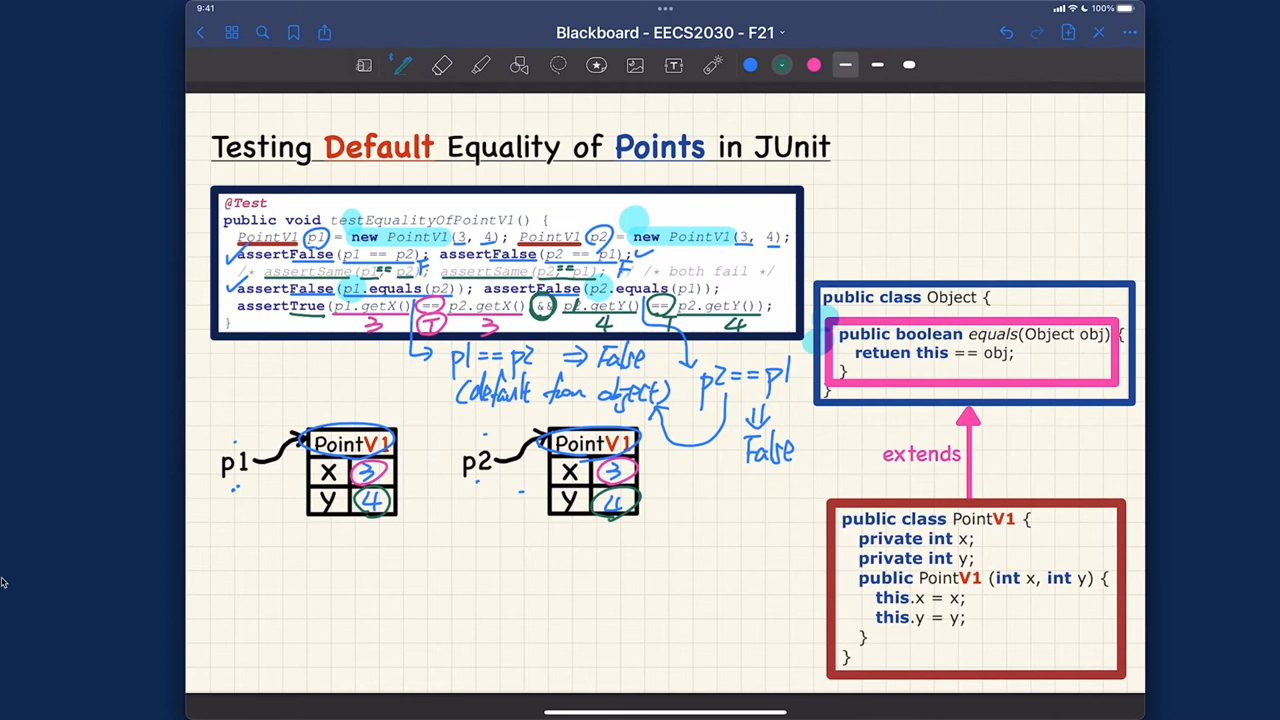 9:41
100%
Blackboard - EECS2030 - F21
Testing Default Equality of Points in JUnit
@Test
public void testEqualityOfPointV1() {
PointV1 p1 = new PointV1(3, 4); PointV1 p2 = new PointV1(3, 4);
assertFalse(p1 == p2); assertFalse(p2 == p1);
F F
/* assertSame(p1, p2); assertSame(p2, p1); */ /* both fail */
== ==
assertFalse(p1.equals(p2)); assertFalse(p2.equals(p1));
assertTrue(p1.getX() == p2.getX() && p1.getY() == p2.getY());
}
3 T 3 4 T 4
p1 == p2 ⇒ False
(default from object)
p2 == p1
⇓
False
p1
PointV1
X 3
Y 4
p2
PointV1
X 3
Y 4
public class Object {
public boolean equals(Object obj) {
retuen this == obj;
}
}
extends
public class PointV1 {
private int x;
private int y;
public PointV1 (int x, int y) {
this.x = x;
this.y = y;
}
}